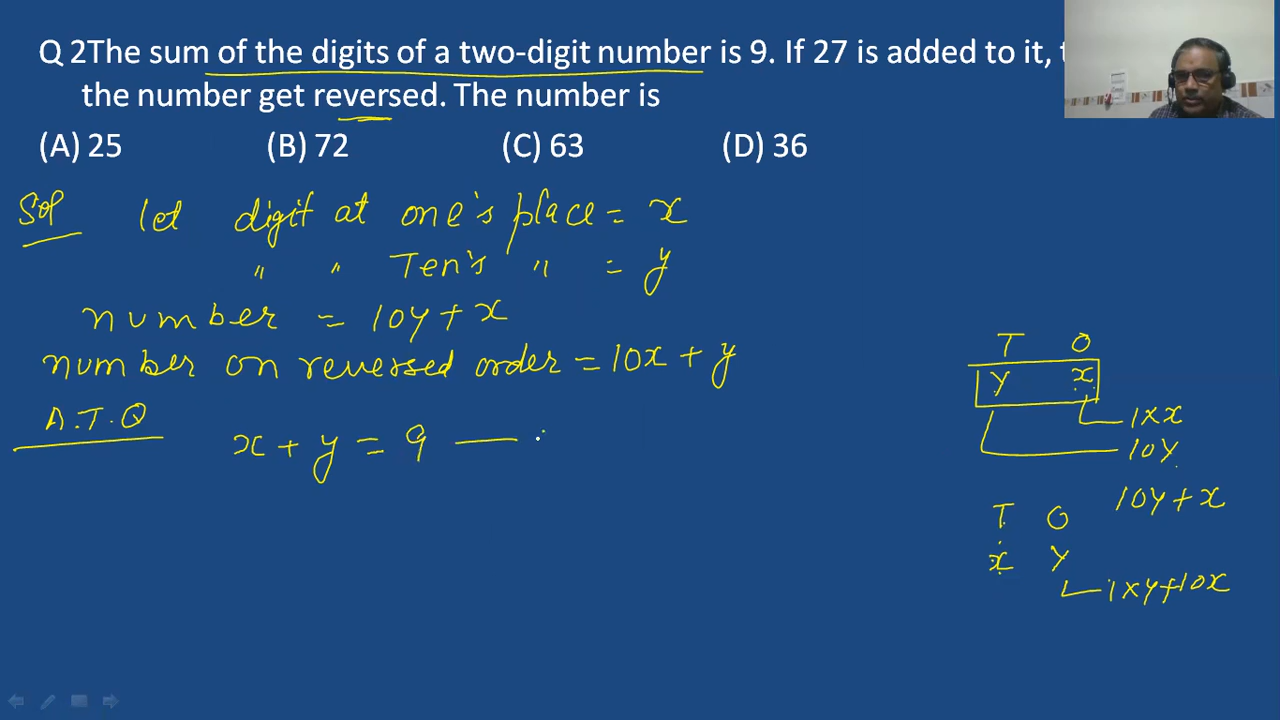 Q 2The sum of the digits of a two-digit number is 9. If 27 is added to it,
the number get reversed. The number is
(A) 25 (B) 72 (C) 63 (D) 36
Sol let digit at one's place = x
" " Ten's " = y
number = 10y + x
number on reversed order = 10x + y
A.T.Q
x + y = 9 —
T O
y x
1×x
10y
10y + x
T O
x y
1×y+10x